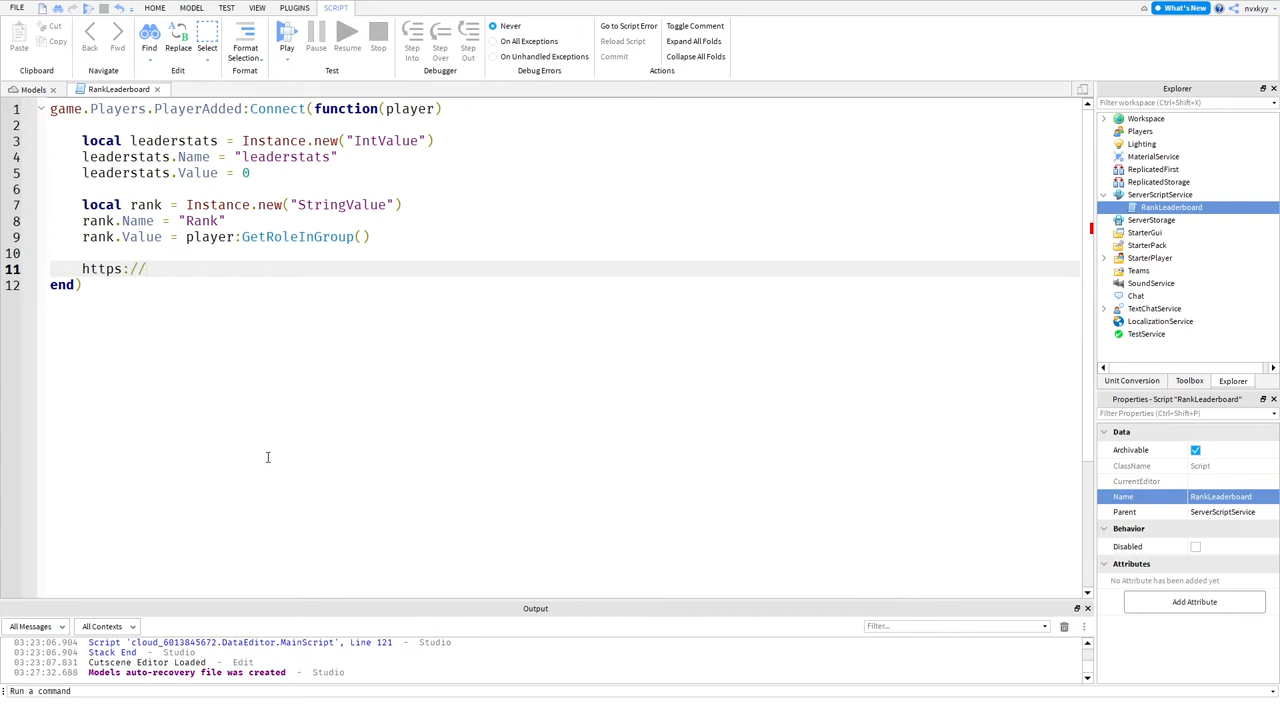 FILE HOME MODEL TEST VIEW PLUGINS SCRIPT What's New nvxkyy
Paste Cut Copy Clipboard
Back Fwd Navigate
Find Replace Select Edit
Format Selection Format
Play Pause Resume Stop Test
Step Into Step Over Step Out Debugger
Never
On All Exceptions
On Unhandled Exceptions
Debug Errors
Go to Script Error Toggle Comment
Reload Script Expand All Folds
Commit Collapse All Folds
Actions
Models RankLeaderboard
1 game.Players.PlayerAdded:Connect(function(player)
2
3 local leaderstats = Instance.new("IntValue")
4 leaderstats.Name = "leaderstats"
5 leaderstats.Value = 0
6
7 local rank = Instance.new("StringValue")
8 rank.Name = "Rank"
9 rank.Value = player:GetRoleInGroup()
10
11 https://
12 end)
Explorer
Filter workspace (Ctrl+Shift+X)
Workspace
Players
Lighting
MaterialService
ReplicatedFirst
ReplicatedStorage
ServerScriptService
RankLeaderboard
ServerStorage
StarterGui
StarterPack
StarterPlayer
Teams
SoundService
Chat
TextChatService
LocalizationService
TestService
Unit Conversion Toolbox Explorer
Properties - Script "RankLeaderboard"
Filter Properties (Ctrl+Shift+P)
Data
Archivable
ClassName Script
CurrentEditor
Name RankLeaderboard
Parent ServerScriptService
Behavior
Disabled
Attributes
No Attribute has been added yet
Add Attribute
Output
All Messages All Contexts Filter...
03:23:06.904 Script 'cloud_6013845672.DataEditor.MainScript', Line 121 - Studio
03:23:06.904 Stack End - Studio
03:23:07.831 Cutscene Editor Loaded - Edit
03:27:32.688 Models auto-recovery file was created - Studio
Run a command